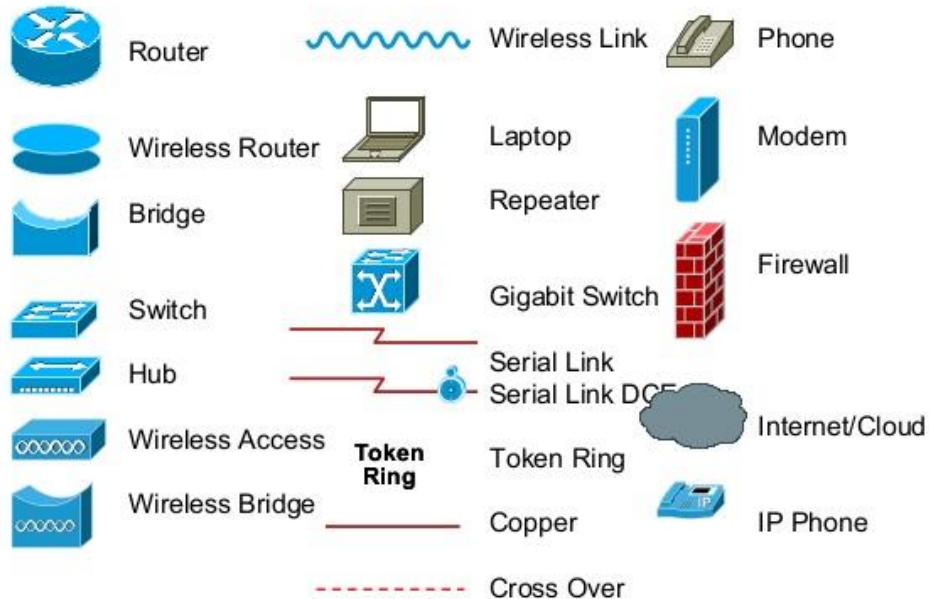 Router
Wireless Router
Bridge
Switch
Hub
Wireless Access
Wireless Bridge
Wireless Link
Laptop
Repeater
Gigabit Switch
Serial Link
Serial Link DCE
Token
Ring
Token Ring
Copper
Cross Over
Phone
Modem
Firewall
Internet/Cloud
IP
IP Phone